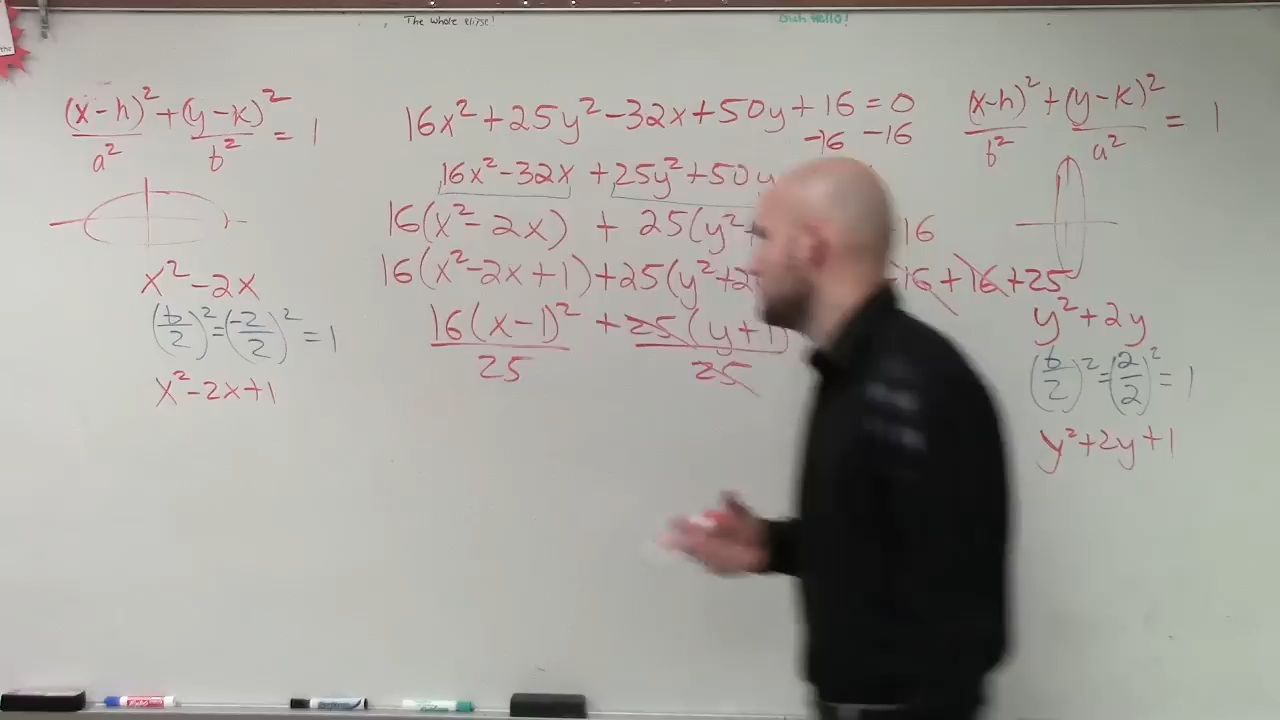 The whole elipse!
(x-h)²/a² + (y-k)²/b² = 1
x²-2x
(b/2)² = (-2/2)² = 1
x²-2x+1
16x²+25y²-32x+50y+16=0
-16 -16
16x²-32x +25y²+50y
16(x²-2x) + 25(y²+ 16
16(x²-2x+1)+25(y²+2 -16+16+25
16(x-1)²/25 + 25(y+1)/25
(x-h)²/b² + (y-k)²/a² = 1
y²+2y
(b/2)² = (2/2)² = 1
y²+2y+1